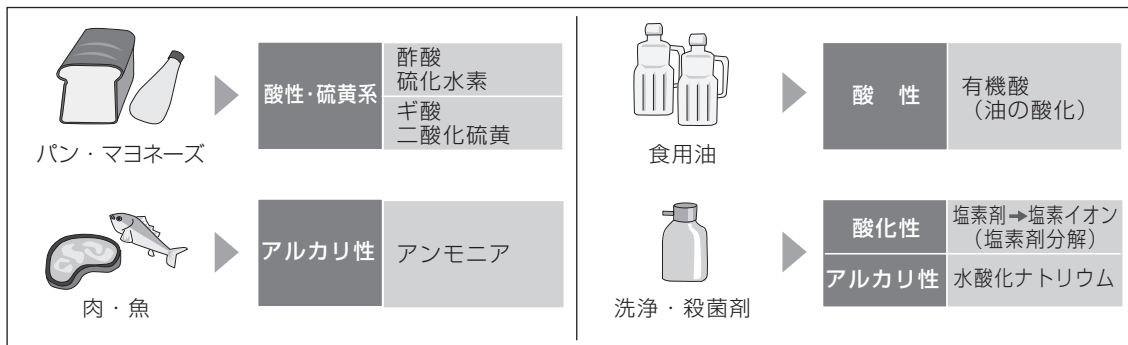 パン・マヨネーズ
酸性・硫黄系
酢酸
硫化水素
ギ酸
二酸化硫黄
肉・魚
アルカリ性
アンモニア
食用油
酸 性
有機酸
（油の酸化）
洗浄・殺菌剤
酸化性
塩素剤➡塩素イオン
（塩素剤分解）
アルカリ性
水酸化ナトリウム